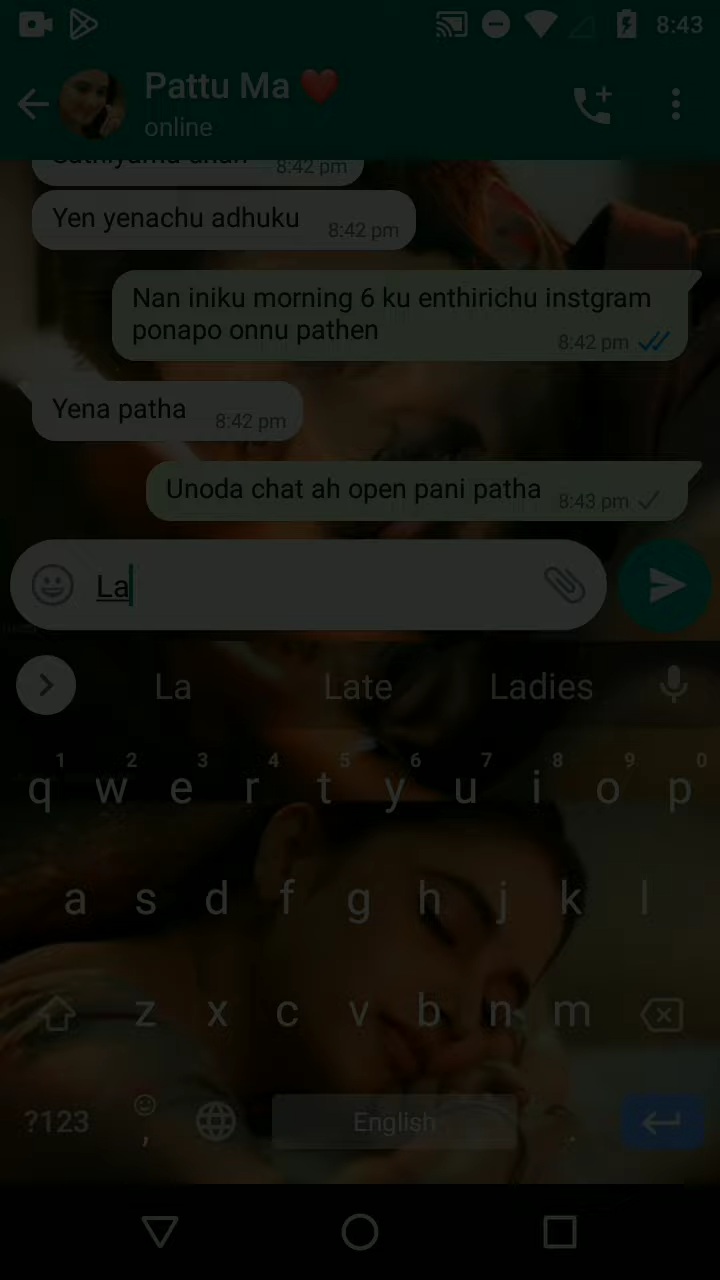 8:43
Pattu Ma ❤️
online
8:42 pm
Yen yenachu adhuku 8:42 pm
Nan iniku morning 6 ku enthirichu instgram
ponapo onnu pathen 8:42 pm
Yena patha 8:42 pm
Unoda chat ah open pani patha 8:43 pm
La
La Late Ladies
1 2 3 4 5 6 7 8 9 0
q w e r t y u i o p
a s d f g h j k l
z x c v b n m
?123 , English .